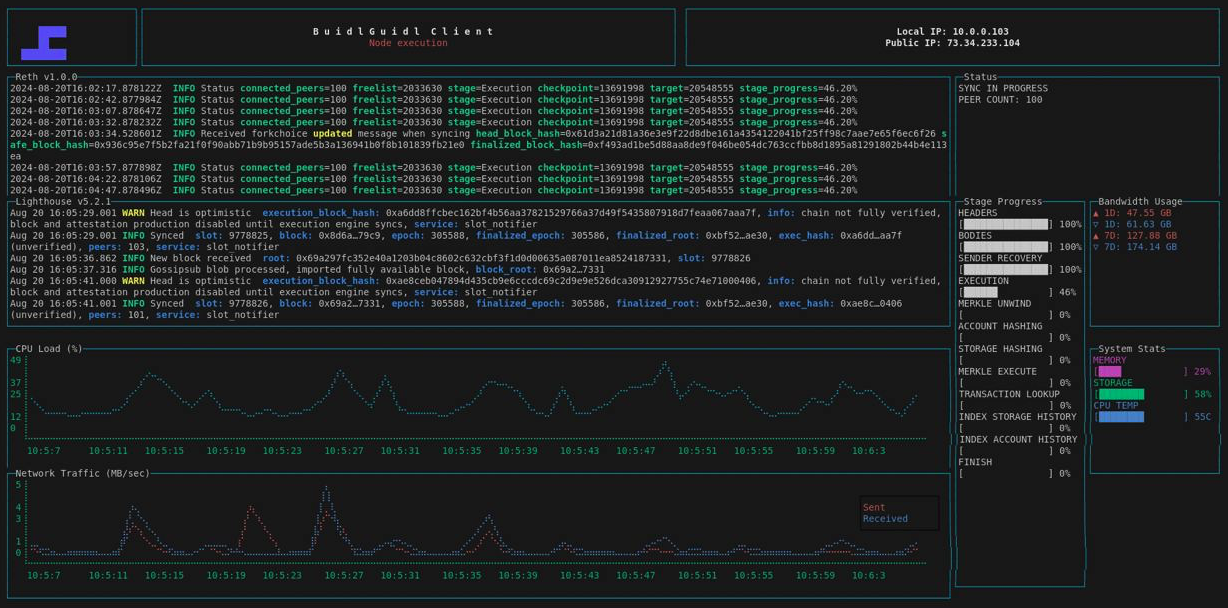 BuidlGuidl Client
Node execution
Local IP: 10.0.0.103
Public IP: 73.34.233.104
Reth v1.0.0
2024-08-20T16:02:17.878122Z INFO Status connected_peers=100 freelist=2033630 stage=Execution checkpoint=13691998 target=20548555 stage_progress=46.20%
2024-08-20T16:02:42.877984Z INFO Status connected_peers=100 freelist=2033630 stage=Execution checkpoint=13691998 target=20548555 stage_progress=46.20%
2024-08-20T16:03:07.878647Z INFO Status connected_peers=100 freelist=2033630 stage=Execution checkpoint=13691998 target=20548555 stage_progress=46.20%
2024-08-20T16:03:32.878232Z INFO Status connected_peers=100 freelist=2033630 stage=Execution checkpoint=13691998 target=20548555 stage_progress=46.20%
2024-08-20T16:03:34.528601Z INFO Received forkchoice updated message when syncing head_block_hash=0x61d3a21d81a36e3e9f22d8dbe161a4354122041bf25ff98c7aae7e65f6ec6f26 s
afe_block_hash=0x936c95e7f5b2fa21f0f90abb71b9b95157ade5b3a136941b0f8b101839fb21e0 finalized_block_hash=0xf493ad1be5d88aa8de9f046be054dc763ccfbb8d1895a81291802b44b4e113
ea
2024-08-20T16:03:57.877898Z INFO Status connected_peers=100 freelist=2033630 stage=Execution checkpoint=13691998 target=20548555 stage_progress=46.20%
2024-08-20T16:04:22.878106Z INFO Status connected_peers=100 freelist=2033630 stage=Execution checkpoint=13691998 target=20548555 stage_progress=46.20%
2024-08-20T16:04:47.878496Z INFO Status connected_peers=100 freelist=2033630 stage=Execution checkpoint=13691998 target=20548555 stage_progress=46.20%
Status
SYNC IN PROGRESS
PEER COUNT: 100
Lighthouse v5.2.1
Aug 20 16:05:29.001 WARN Head is optimistic execution_block_hash: 0xa6dd8ffcbec162bf4b56aa37821529766a37d49f5435807918d7feaa067aaa7f, info: chain not fully verified,
block and attestation production disabled until execution engine syncs, service: slot_notifier
Aug 20 16:05:29.001 INFO Synced slot: 9778825, block: 0x8d6a…79c9, epoch: 305588, finalized_epoch: 305586, finalized_root: 0xbf52…ae30, exec_hash: 0xa6dd…aa7f
(unverified), peers: 103, service: slot_notifier
Aug 20 16:05:36.862 INFO New block received root: 0x69a297fc352e40a1203b04c8602c632cbf3f1d0d00635a087011ea8524187331, slot: 9778826
Aug 20 16:05:37.316 INFO Gossipsub blob processed, imported fully available block, block_root: 0x69a2…7331
Aug 20 16:05:41.000 WARN Head is optimistic execution_block_hash: 0xae8ceb047894d435cb9e6cccdc69c2d9e9e526dca30912927755c74e71000406, info: chain not fully verified,
block and attestation production disabled until execution engine syncs, service: slot_notifier
Aug 20 16:05:41.001 INFO Synced slot: 9778826, block: 0x69a2…7331, epoch: 305588, finalized_epoch: 305586, finalized_root: 0xbf52…ae30, exec_hash: 0xae8c…0406
(unverified), peers: 101, service: slot_notifier
Stage Progress
HEADERS
[ ] 100%
BODIES
[ ] 100%
SENDER RECOVERY
[ ] 100%
EXECUTION
[ ] 46%
MERKLE UNWIND
[ ] 0%
ACCOUNT HASHING
[ ] 0%
STORAGE HASHING
[ ] 0%
MERKLE EXECUTE
[ ] 0%
TRANSACTION LOOKUP
[ ] 0%
INDEX STORAGE HISTORY
[ ] 0%
INDEX ACCOUNT HISTORY
[ ] 0%
FINISH
[ ] 0%
Bandwidth Usage
▲ 1D: 47.55 GB
▽ 1D: 61.63 GB
▲ 7D: 127.88 GB
▽ 7D: 174.14 GB
System Stats
MEMORY
[ ] 29%
STORAGE
[ ] 58%
CPU TEMP
[ ] 55C
CPU Load (%)
49
37
25
12
0
10:5:7 10:5:11 10:5:15 10:5:19 10:5:23 10:5:27 10:5:31 10:5:35 10:5:39 10:5:43 10:5:47 10:5:51 10:5:55 10:5:59 10:6:3
Network Traffic (MB/sec)
5
4
3
1
0
Sent
Received
10:5:7 10:5:11 10:5:15 10:5:19 10:5:23 10:5:27 10:5:31 10:5:35 10:5:39 10:5:43 10:5:47 10:5:51 10:5:55 10:5:59 10:6:3